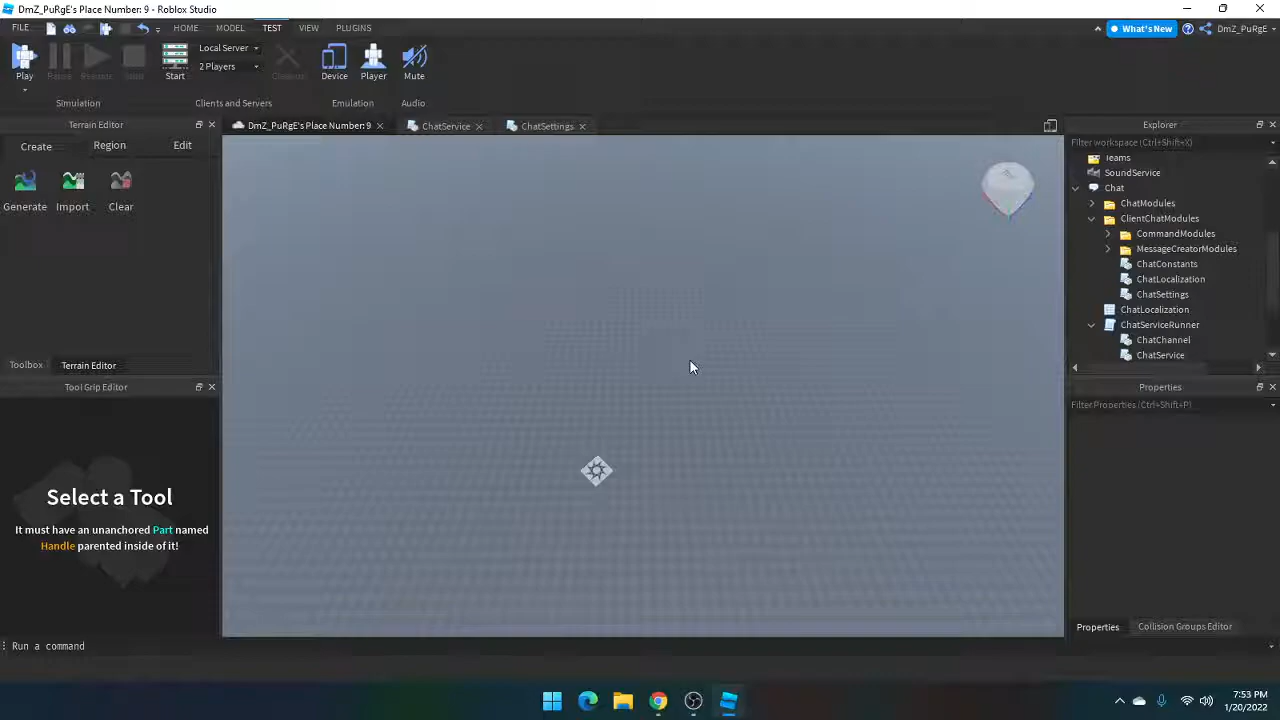 DmZ_PuRgE's Place Number: 9 - Roblox Studio
FILE HOME MODEL TEST VIEW PLUGINS What's New DmZ_PuRgE
Play Pause Resume Start Local Server 2 Players Cleanup Device Player Mute
Simulation Clients and Servers Emulation Audio
Terrain Editor
Create Region Edit
Generate Import Clear
Toolbox Terrain Editor
Tool Grip Editor
Select a Tool
It must have an unanchored Part named
Handle parented inside of it!
DmZ_PuRgE's Place Number: 9 ChatService ChatSettings
Explorer
Filter workspace (Ctrl+Shift+X)
Teams
SoundService
Chat
ChatModules
ClientChatModules
CommandModules
MessageCreatorModules
ChatConstants
ChatLocalization
ChatSettings
ChatLocalization
ChatServiceRunner
ChatChannel
ChatService
Properties
Filter Properties (Ctrl+Shift+P)
Properties Collision Groups Editor
Run a command
7:53 PM
1/20/2022